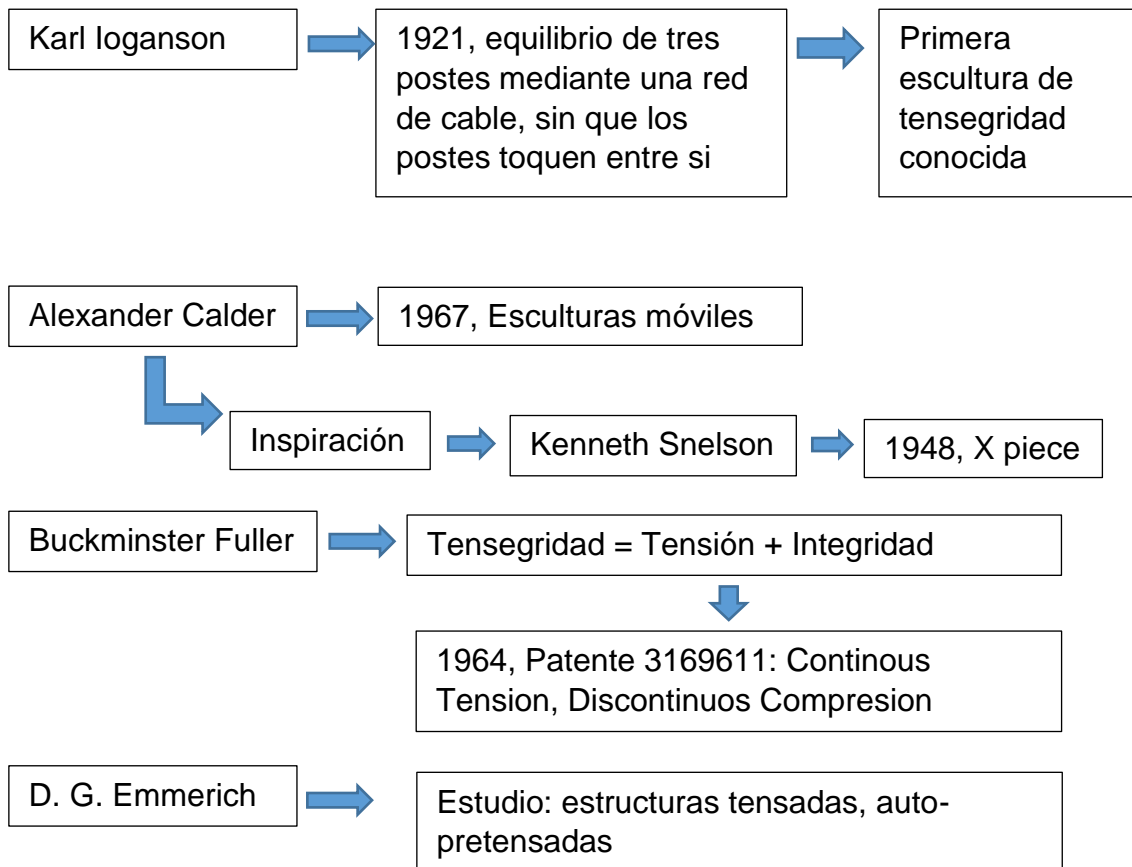 Karl Ioganson
1921, equilibrio de tres
postes mediante una red
de cable, sin que los
postes toquen entre si
Primera
escultura de
tensegridad
conocida
Alexander Calder
1967, Esculturas móviles
Inspiración
Kenneth Snelson
1948, X piece
Buckminster Fuller
Tensegridad = Tensión + Integridad
1964, Patente 3169611: Continous
Tension, Discontinuos Compresion
D. G. Emmerich
Estudio: estructuras tensadas, auto-
pretensadas